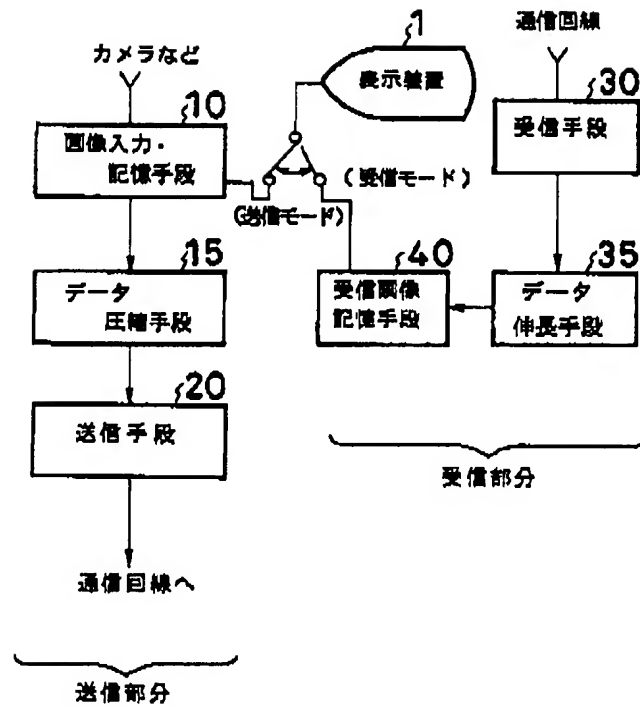 カメラなど
10
画像入力・
記憶手段
15
データ
圧縮手段
20
送信手段
通信回線へ
送信部分
1
表示装置
(送信モード)
(受信モード)
通信回線
30
受信手段
35
データ
伸長手段
40
受信画像
記憶手段
受信部分